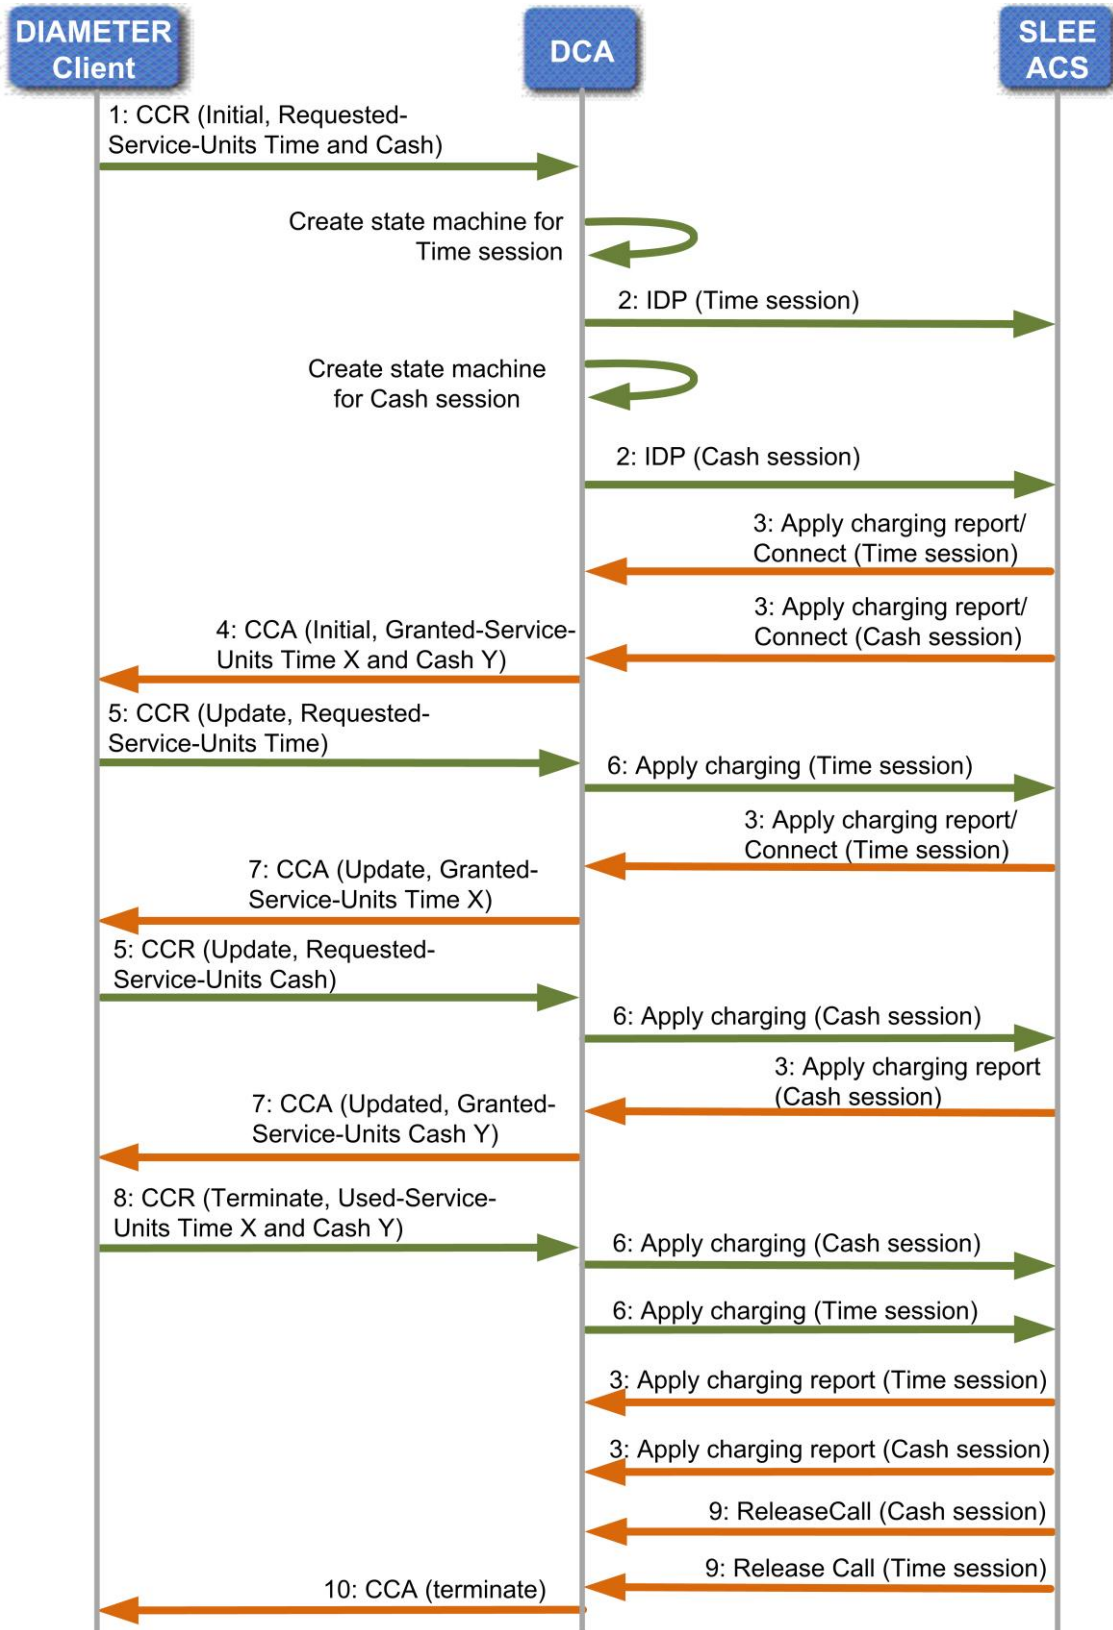 DIAMETER
Client
DCA
SLEE
ACS
1: CCR (Initial, Requested-
Service-Units Time and Cash)
Create state machine for
Time session
2: IDP (Time session)
Create state machine
for Cash session
2: IDP (Cash session)
3: Apply charging report/
Connect (Time session)
3: Apply charging report/
Connect (Cash session)
4: CCA (Initial, Granted-Service-
Units Time X and Cash Y)
5: CCR (Update, Requested-
Service-Units Time)
6: Apply charging (Time session)
3: Apply charging report/
Connect (Time session)
7: CCA (Update, Granted-
Service-Units Time X)
5: CCR (Update, Requested-
Service-Units Cash)
6: Apply charging (Cash session)
3: Apply charging report
(Cash session)
7: CCA (Updated, Granted-
Service-Units Cash Y)
8: CCR (Terminate, Used-Service-
Units Time X and Cash Y)
6: Apply charging (Cash session)
6: Apply charging (Time session)
3: Apply charging report (Time session)
3: Apply charging report (Cash session)
9: ReleaseCall (Cash session)
9: Release Call (Time session)
10: CCA (terminate)